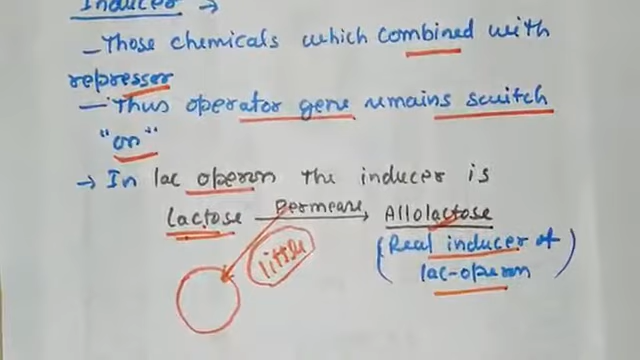 Inducer →
– Those chemicals which combined with
represser
– Thus operator gene remains switch
"on"
→ In lac operon the inducer is
Lactose Permease → Allolactose
little
(Real inducer of
lac-operon)